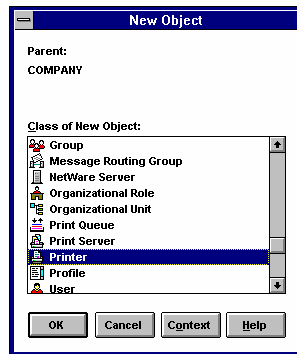 New Object
Parent:
COMPANY
Class of New Object:
Group
Message Routing Group
NetWare Server
Organizational Role
Organizational Unit
Print Queue
Print Server
Printer
Profile
User
OK
Cancel
Context
Help